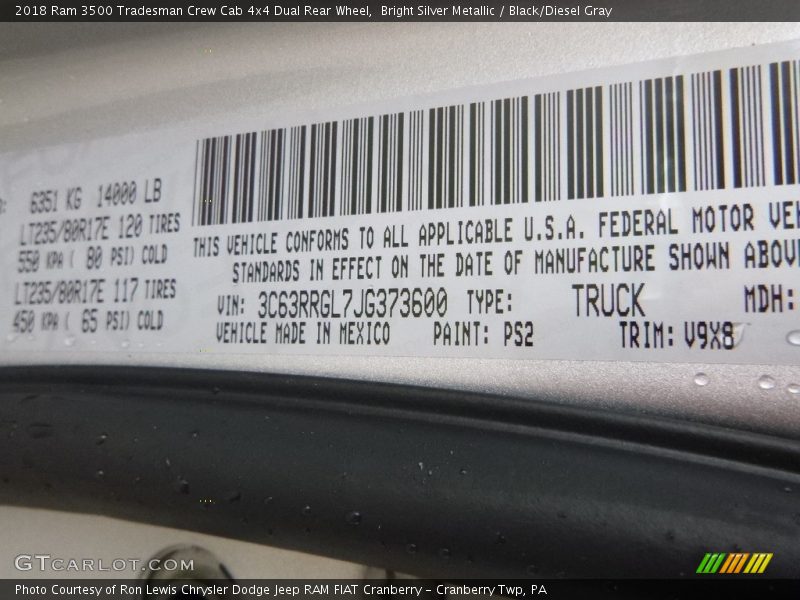 2018 Ram 3500 Tradesman Crew Cab 4x4 Dual Rear Wheel,  Bright Silver Metallic / Black/Diesel Gray
6351 KG 14000 LB
LT235/80R17E 120 TIRES
550 KPA ( 80 PSI) COLD
LT235/80R17E 117 TIRES
450 KPA ( 65 PSI) COLD
THIS VEHICLE CONFORMS TO ALL APPLICABLE U.S.A. FEDERAL MOTOR VEH
STANDARDS IN EFFECT ON THE DATE OF MANUFACTURE SHOWN ABOV
VIN: 3C63RRGL7JG373600 TYPE: TRUCK MDH:
VEHICLE MADE IN MEXICO PAINT: PS2 TRIM: V9X8
GTCARLOT.COM
Photo Courtesy of Ron Lewis Chrysler Dodge Jeep RAM FIAT Cranberry – Cranberry Twp, PA